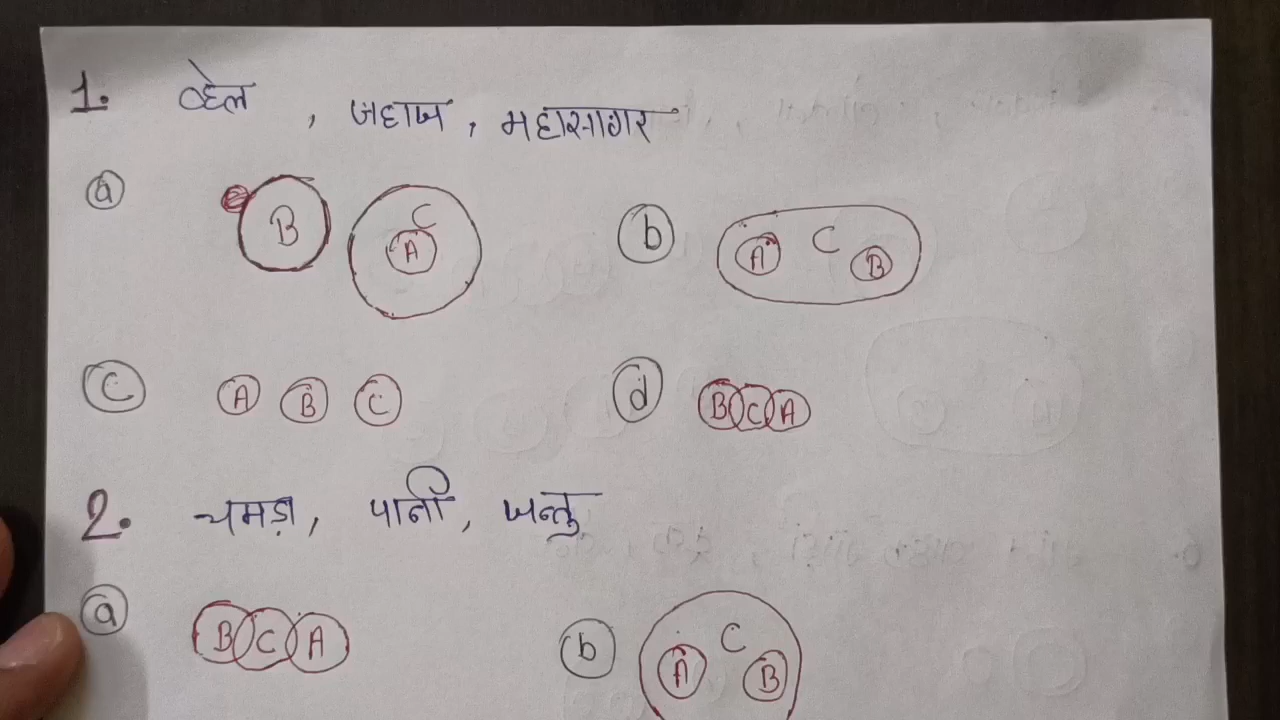 1. व्हेल , जहाज , महासागर
ⓐ B C A ⓑ A C B
ⓒ A B C ⓓ B C A
2. चमड़ा, पानी, जन्तु
ⓐ B C A ⓑ A C B